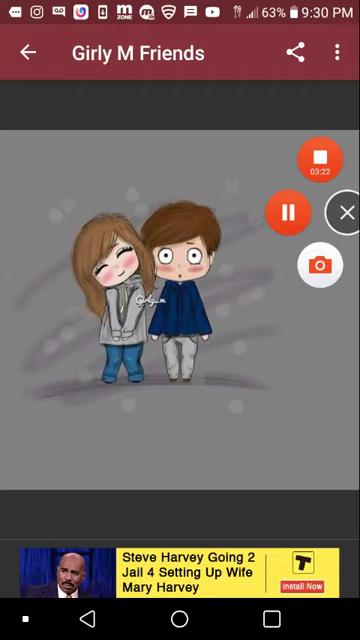 63% 9:30 PM
Girly M Friends
03:22
Girly_m
Steve Harvey Going 2
Jail 4 Setting Up Wife
Mary Harvey
Install Now